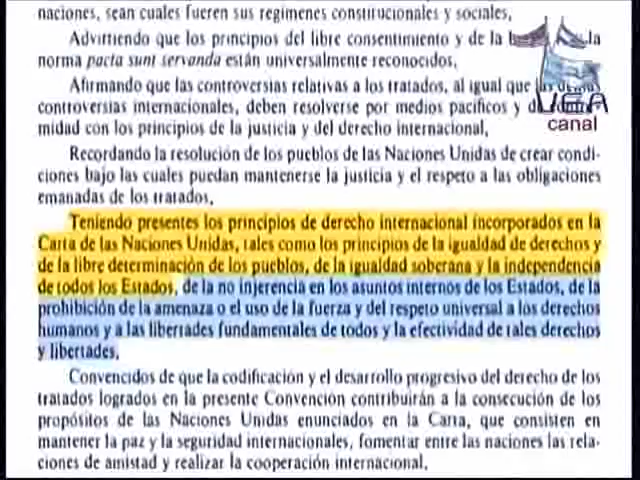 naciones, sean cuales fueren sus regímenes constitucionales y sociales,
Advirtiendo que los principios del libre consentimiento y de la la
norma pacta sunt servanda están universalmente reconocidos,
Afirmando que las controversias relativas a los tratados, al igual que las demás
controversias internacionales, deben resolverse por medios pacíficos y de
midad con los principios de la justicia y del derecho internacional,
Recordando la resolución de los pueblos de las Naciones Unidas de crear condi-
ciones bajo las cuales puedan mantenerse la justicia y el respeto a las obligaciones
emanadas de los tratados,
Teniendo presentes los principios de derecho internacional incorporados en la
Carta de las Naciones Unidas, tales como los principios de la igualdad de derechos y
de la libre determinación de los pueblos, de la igualdad soberana y la independencia
de todos los Estados, de la no injerencia en los asuntos internos de los Estados, de la
prohibición de la amenaza o el uso de la fuerza y del respeto universal a los derechos
humanos y a las libertades fundamentales de todos y la efectividad de tales derechos
y libertades,
Convencidos de que la codificación y el desarrollo progresivo del derecho de los
tratados logrados en la presente Convención contribuirán a la consecución de los
propósitos de las Naciones Unidas enunciados en la Carta, que consisten en
mantener la paz y la seguridad internacionales, fomentar entre las naciones las rela-
ciones de amistad y realizar la cooperación internacional,
canal